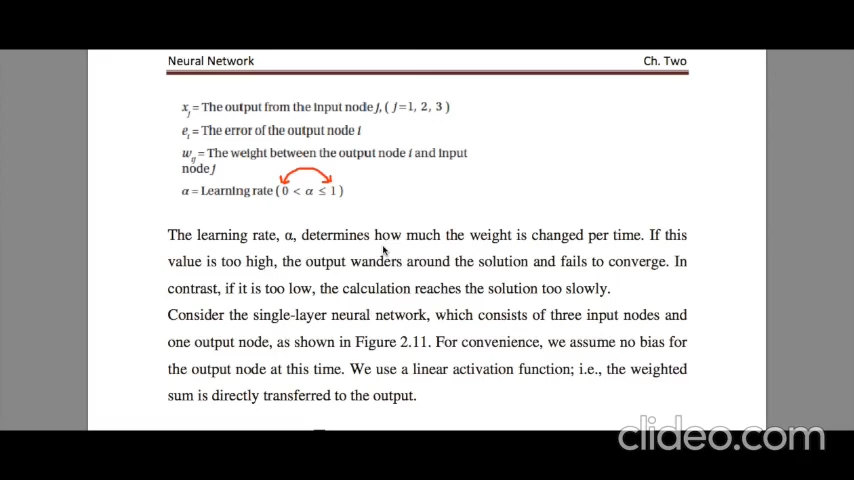 Neural Network Ch. Two
xj = The output from the input node j, ( j=1, 2, 3 )
ei = The error of the output node i
wij = The weight between the output node i and input
node j
α = Learning rate ( 0 < α ≤ 1 )
The learning rate, α, determines how much the weight is changed per time. If this
value is too high, the output wanders around the solution and fails to converge. In
contrast, if it is too low, the calculation reaches the solution too slowly.
Consider the single-layer neural network, which consists of three input nodes and
one output node, as shown in Figure 2.11. For convenience, we assume no bias for
the output node at this time. We use a linear activation function; i.e., the weighted
sum is directly transferred to the output.
clideo.com